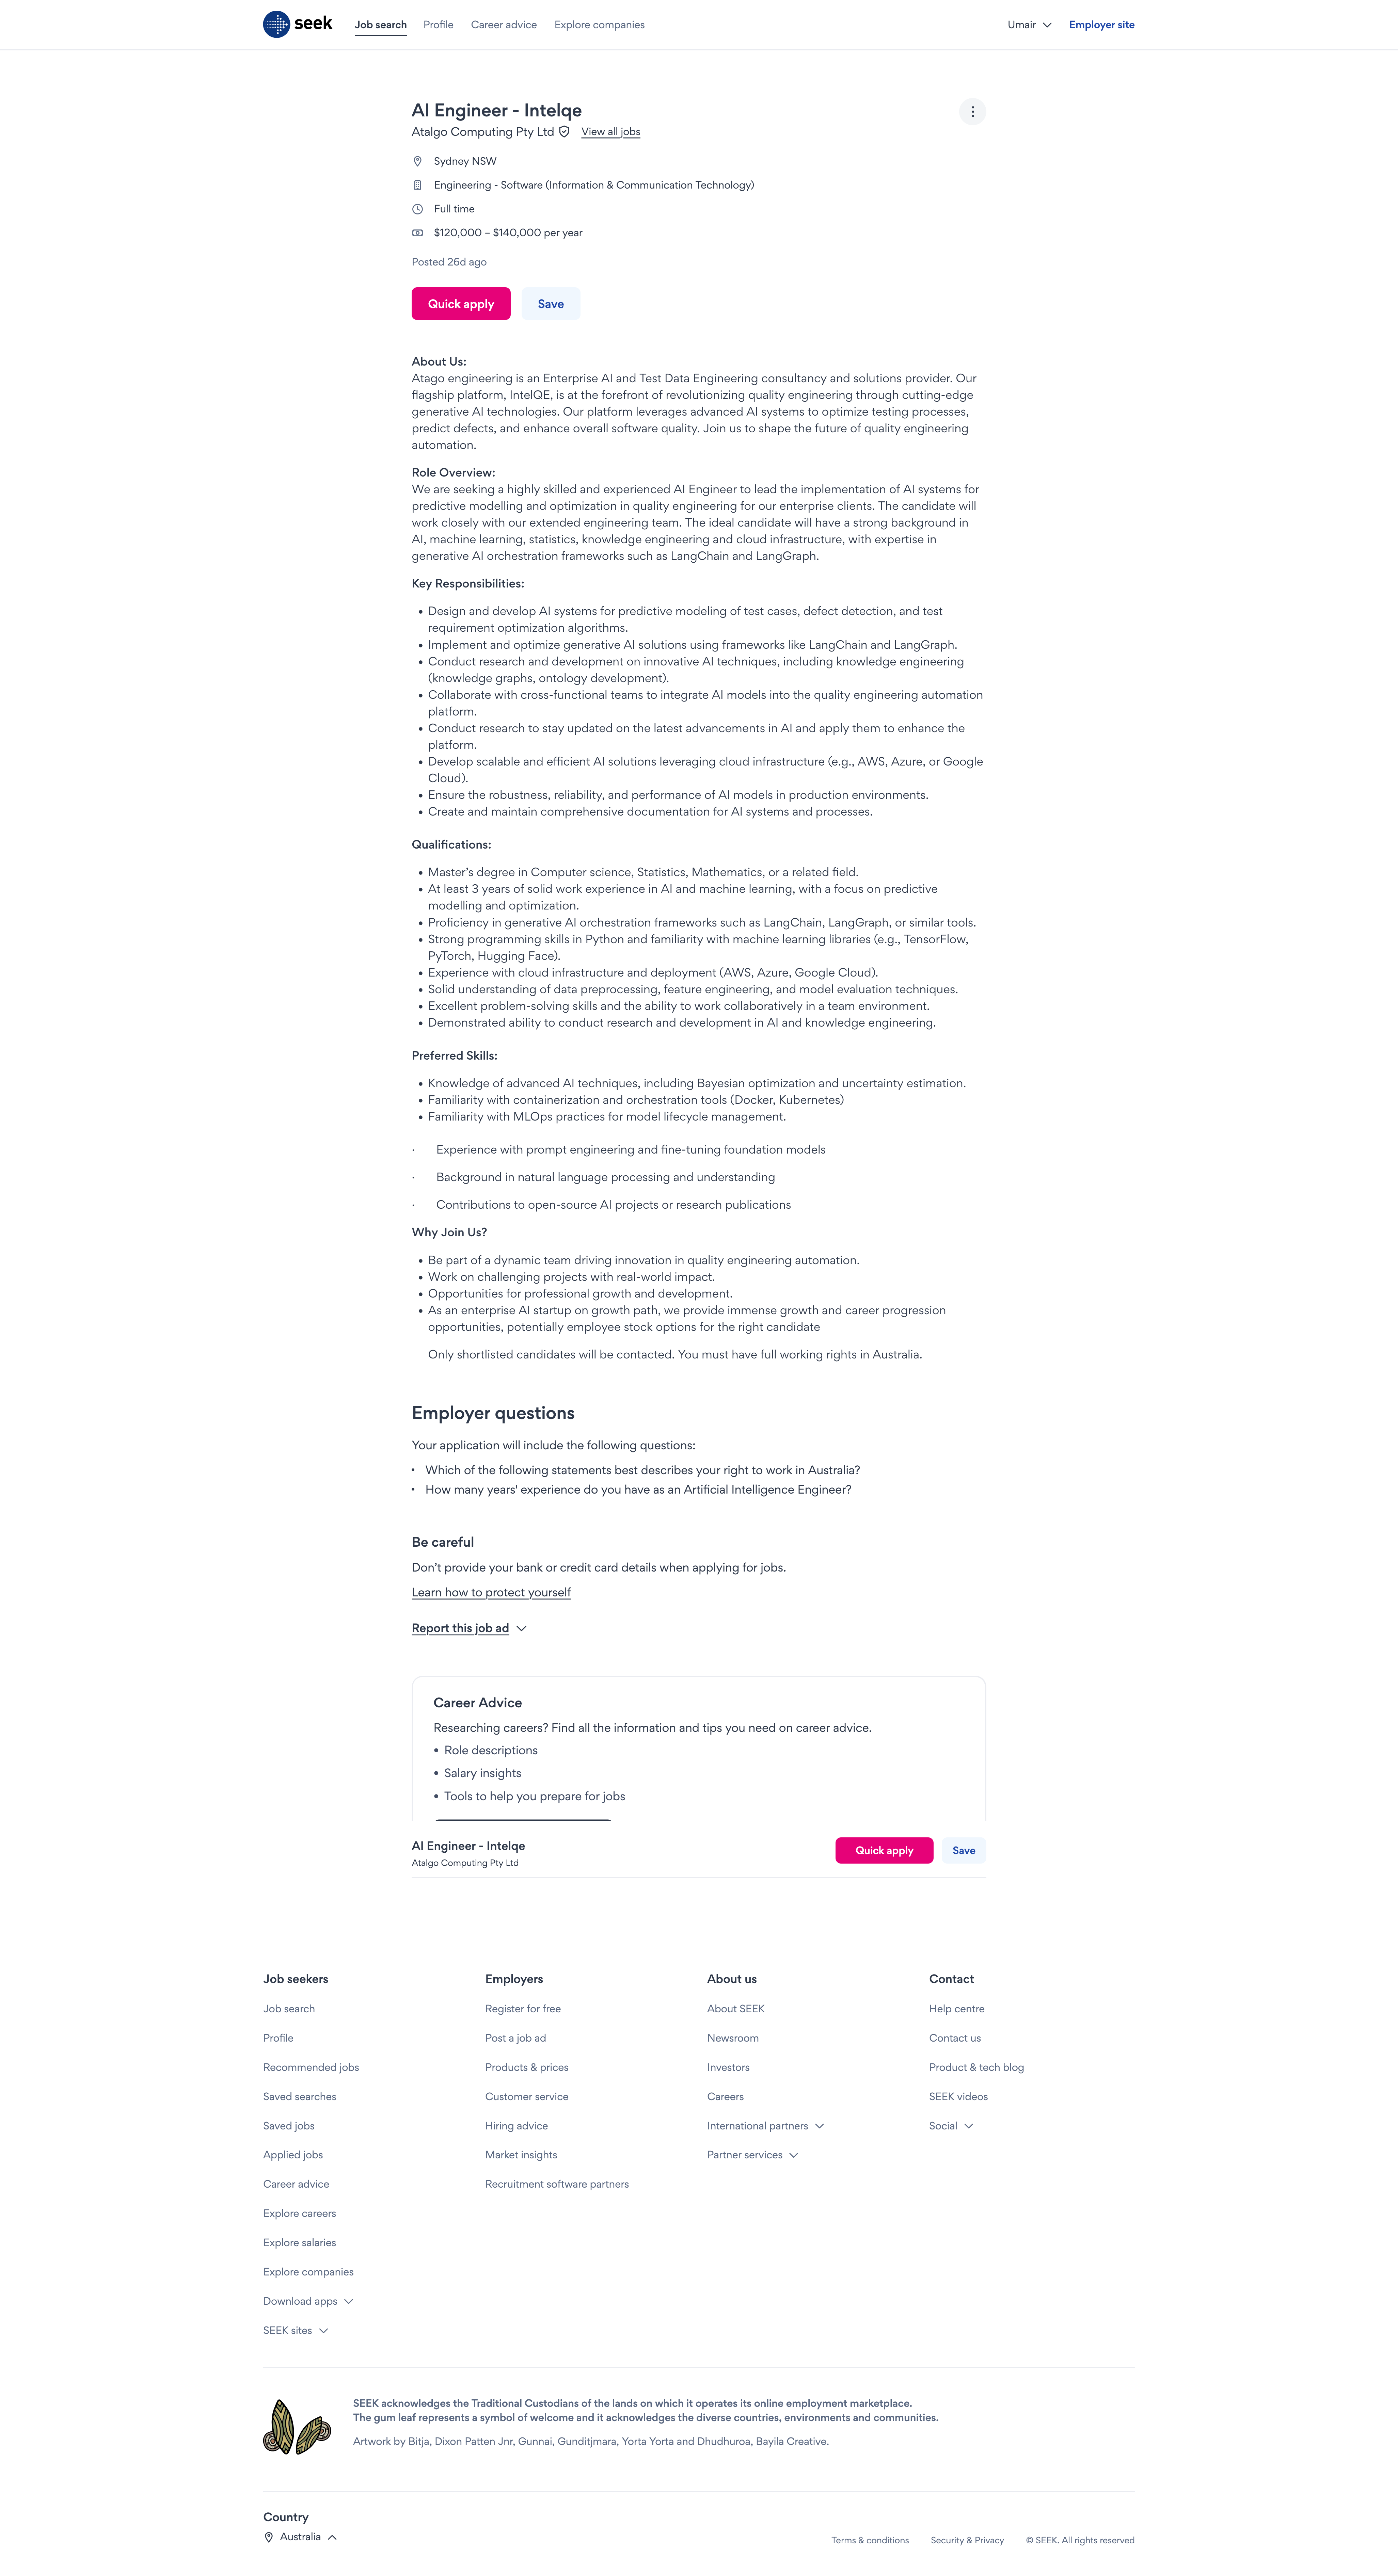 seek
Job search
Profile
Career advice
Explore companies
Umair
Employer site
AI Engineer - Intelqe
Atalgo Computing Pty Ltd
View all jobs
Sydney NSW
Engineering - Software (Information & Communication Technology)
Full time
$120,000 – $140,000 per year
Posted 26d ago
Quick apply
Save
About Us:
Atago engineering is an Enterprise AI and Test Data Engineering consultancy and solutions provider. Our
flagship platform, IntelQE, is at the forefront of revolutionizing quality engineering through cutting-edge
generative AI technologies. Our platform leverages advanced AI systems to optimize testing processes,
predict defects, and enhance overall software quality. Join us to shape the future of quality engineering
automation.
Role Overview:
We are seeking a highly skilled and experienced AI Engineer to lead the implementation of AI systems for
predictive modelling and optimization in quality engineering for our enterprise clients. The candidate will
work closely with our extended engineering team. The ideal candidate will have a strong background in
AI, machine learning, statistics, knowledge engineering and cloud infrastructure, with expertise in
generative AI orchestration frameworks such as LangChain and LangGraph.
Key Responsibilities:
• Design and develop AI systems for predictive modeling of test cases, defect detection, and test
requirement optimization algorithms.
• Implement and optimize generative AI solutions using frameworks like LangChain and LangGraph.
• Conduct research and development on innovative AI techniques, including knowledge engineering
(knowledge graphs, ontology development).
• Collaborate with cross-functional teams to integrate AI models into the quality engineering automation
platform.
• Conduct research to stay updated on the latest advancements in AI and apply them to enhance the
platform.
• Develop scalable and efficient AI solutions leveraging cloud infrastructure (e.g., AWS, Azure, or Google
Cloud).
• Ensure the robustness, reliability, and performance of AI models in production environments.
• Create and maintain comprehensive documentation for AI systems and processes.
Qualifications:
• Master's degree in Computer science, Statistics, Mathematics, or a related field.
• At least 3 years of solid work experience in AI and machine learning, with a focus on predictive
modelling and optimization.
• Proficiency in generative AI orchestration frameworks such as LangChain, LangGraph, or similar tools.
• Strong programming skills in Python and familiarity with machine learning libraries (e.g., TensorFlow,
PyTorch, Hugging Face).
• Experience with cloud infrastructure and deployment (AWS, Azure, Google Cloud).
• Solid understanding of data preprocessing, feature engineering, and model evaluation techniques.
• Excellent problem-solving skills and the ability to work collaboratively in a team environment.
• Demonstrated ability to conduct research and development in AI and knowledge engineering.
Preferred Skills:
• Knowledge of advanced AI techniques, including Bayesian optimization and uncertainty estimation.
• Familiarity with containerization and orchestration tools (Docker, Kubernetes)
• Familiarity with MLOps practices for model lifecycle management.
· Experience with prompt engineering and fine-tuning foundation models
· Background in natural language processing and understanding
· Contributions to open-source AI projects or research publications
Why Join Us?
• Be part of a dynamic team driving innovation in quality engineering automation.
• Work on challenging projects with real-world impact.
• Opportunities for professional growth and development.
• As an enterprise AI startup on growth path, we provide immense growth and career progression
opportunities, potentially employee stock options for the right candidate
Only shortlisted candidates will be contacted. You must have full working rights in Australia.
Employer questions
Your application will include the following questions:
• Which of the following statements best describes your right to work in Australia?
• How many years' experience do you have as an Artificial Intelligence Engineer?
Be careful
Don't provide your bank or credit card details when applying for jobs.
Learn how to protect yourself
Report this job ad
Career Advice
Researching careers? Find all the information and tips you need on career advice.
• Role descriptions
• Salary insights
• Tools to help you prepare for jobs
AI Engineer - Intelqe
Atalgo Computing Pty Ltd
Quick apply
Save
Job seekers
Job search
Profile
Recommended jobs
Saved searches
Saved jobs
Applied jobs
Career advice
Explore careers
Explore salaries
Explore companies
Download apps
SEEK sites
Employers
Register for free
Post a job ad
Products & prices
Customer service
Hiring advice
Market insights
Recruitment software partners
About us
About SEEK
Newsroom
Investors
Careers
International partners
Partner services
Contact
Help centre
Contact us
Product & tech blog
SEEK videos
Social
SEEK acknowledges the Traditional Custodians of the lands on which it operates its online employment marketplace.
The gum leaf represents a symbol of welcome and it acknowledges the diverse countries, environments and communities.
Artwork by Bitja, Dixon Patten Jnr, Gunnai, Gunditjmara, Yorta Yorta and Dhudhuroa, Bayila Creative.
Country
Australia
Terms & conditions
Security & Privacy
© SEEK. All rights reserved